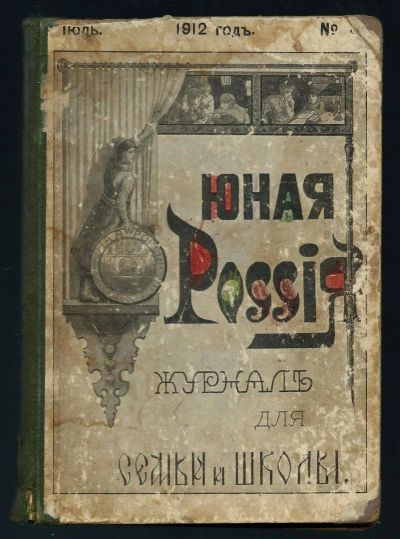 Іюль. 1912 годъ. №
ЮНАЯ
Россія
ЖУРНАЛЪ
ДЛЯ
СЕМЬИ и ШКОЛЫ.